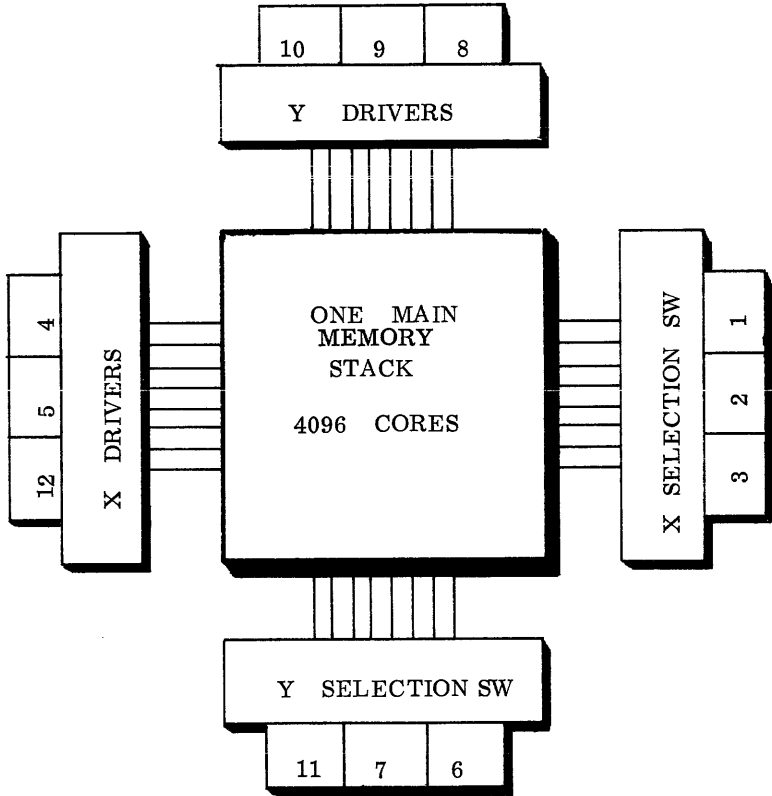 10 9 8
Y DRIVERS
4
5
12
X DRIVERS
ONE MAIN
MEMORY
STACK
4096 CORES
X SELECTION SW
1
2
3
Y SELECTION SW
11 7 6